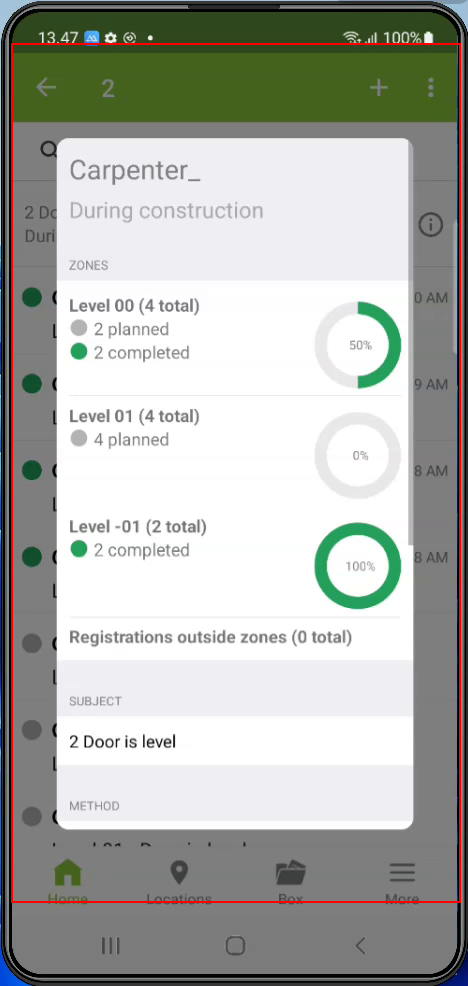 13.47
100%
2
Carpenter_
During construction
2 Do
Duri
ZONES
Level 00 (4 total)
2 planned
2 completed
50%
0 AM
Level 01 (4 total)
4 planned
0%
9 AM
8 AM
Level -01 (2 total)
2 completed
100%
8 AM
Registrations outside zones (0 total)
SUBJECT
2 Door is level
METHOD
Home
Locations
Box
More